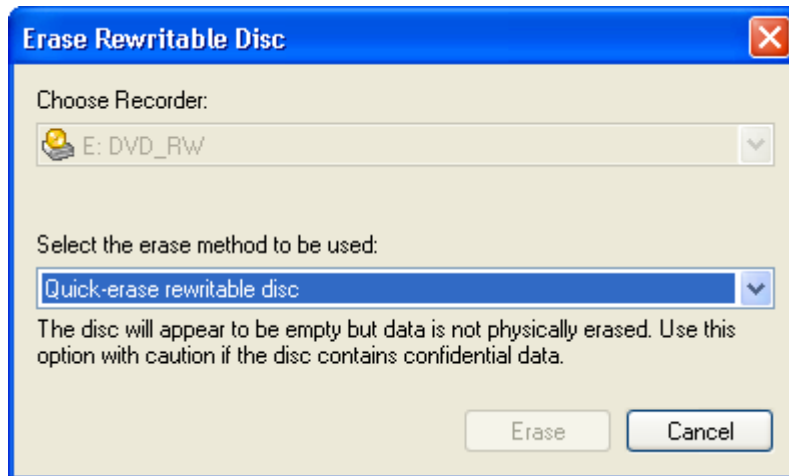 Erase Rewritable Disc
Choose Recorder:
E: DVD_RW
Select the erase method to be used:
Quick-erase rewritable disc
The disc will appear to be empty but data is not physically erased. Use this
option with caution if the disc contains confidential data.
Erase
Cancel